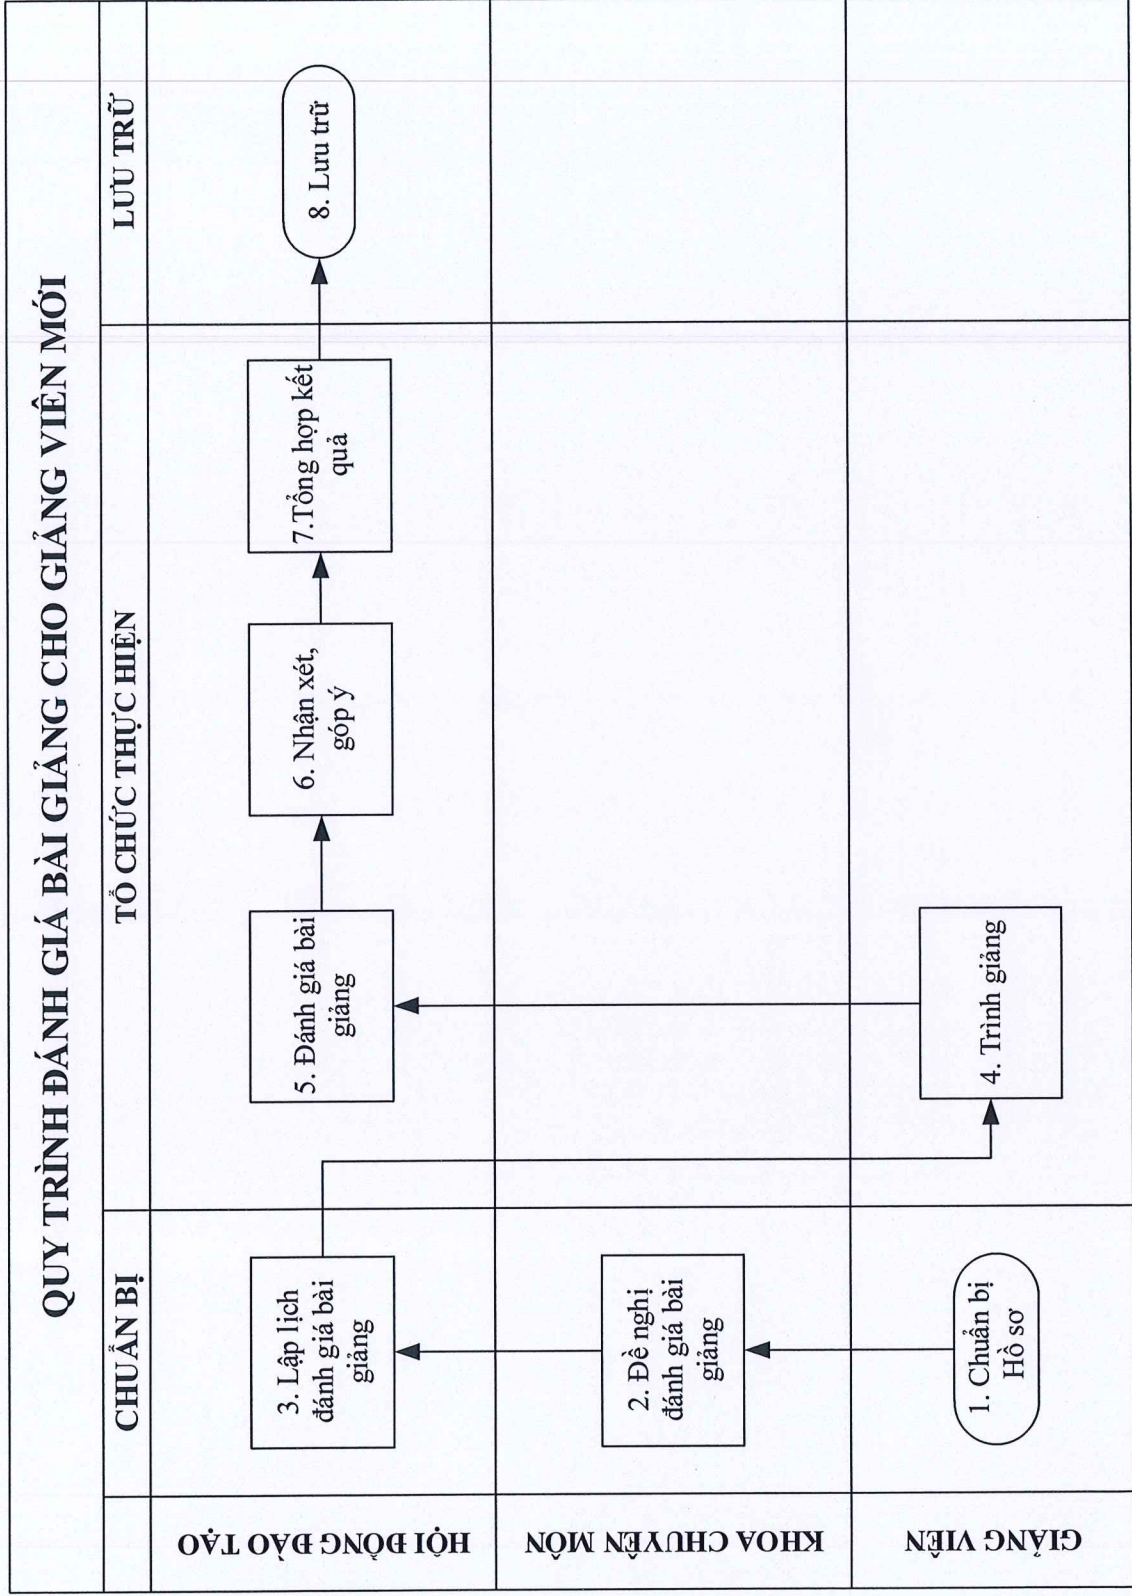 QUY TRÌNH ĐÁNH GIÁ BÀI GIẢNG CHO GIẢNG VIÊN MỚI
CHUẨN BỊ
TỔ CHỨC THỰC HIỆN
LƯU TRỮ
HỘI ĐỒNG ĐÀO TẠO
3. Lập lịch
đánh giá bài
giảng
5. Đánh giá bài
giảng
6. Nhận xét,
góp ý
7.Tổng hợp kết
quả
8. Lưu trữ
KHOA CHUYÊN MÔN
2. Đề nghị
đánh giá bài
giảng
GIẢNG VIÊN
1. Chuẩn bị
Hồ sơ
4. Trình giảng